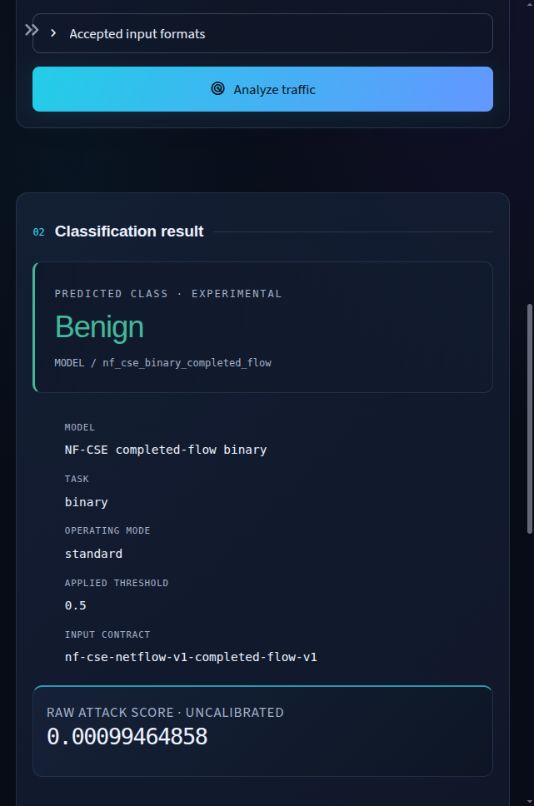 Accepted input formats
Analyze traffic
02 Classification result
PREDICTED CLASS · EXPERIMENTAL
Benign
MODEL / nf_cse_binary_completed_flow
MODEL
NF-CSE completed-flow binary
TASK
binary
OPERATING MODE
standard
APPLIED THRESHOLD
0.5
INPUT CONTRACT
nf-cse-netflow-v1-completed-flow-v1
RAW ATTACK SCORE · UNCALIBRATED
0.00099464858